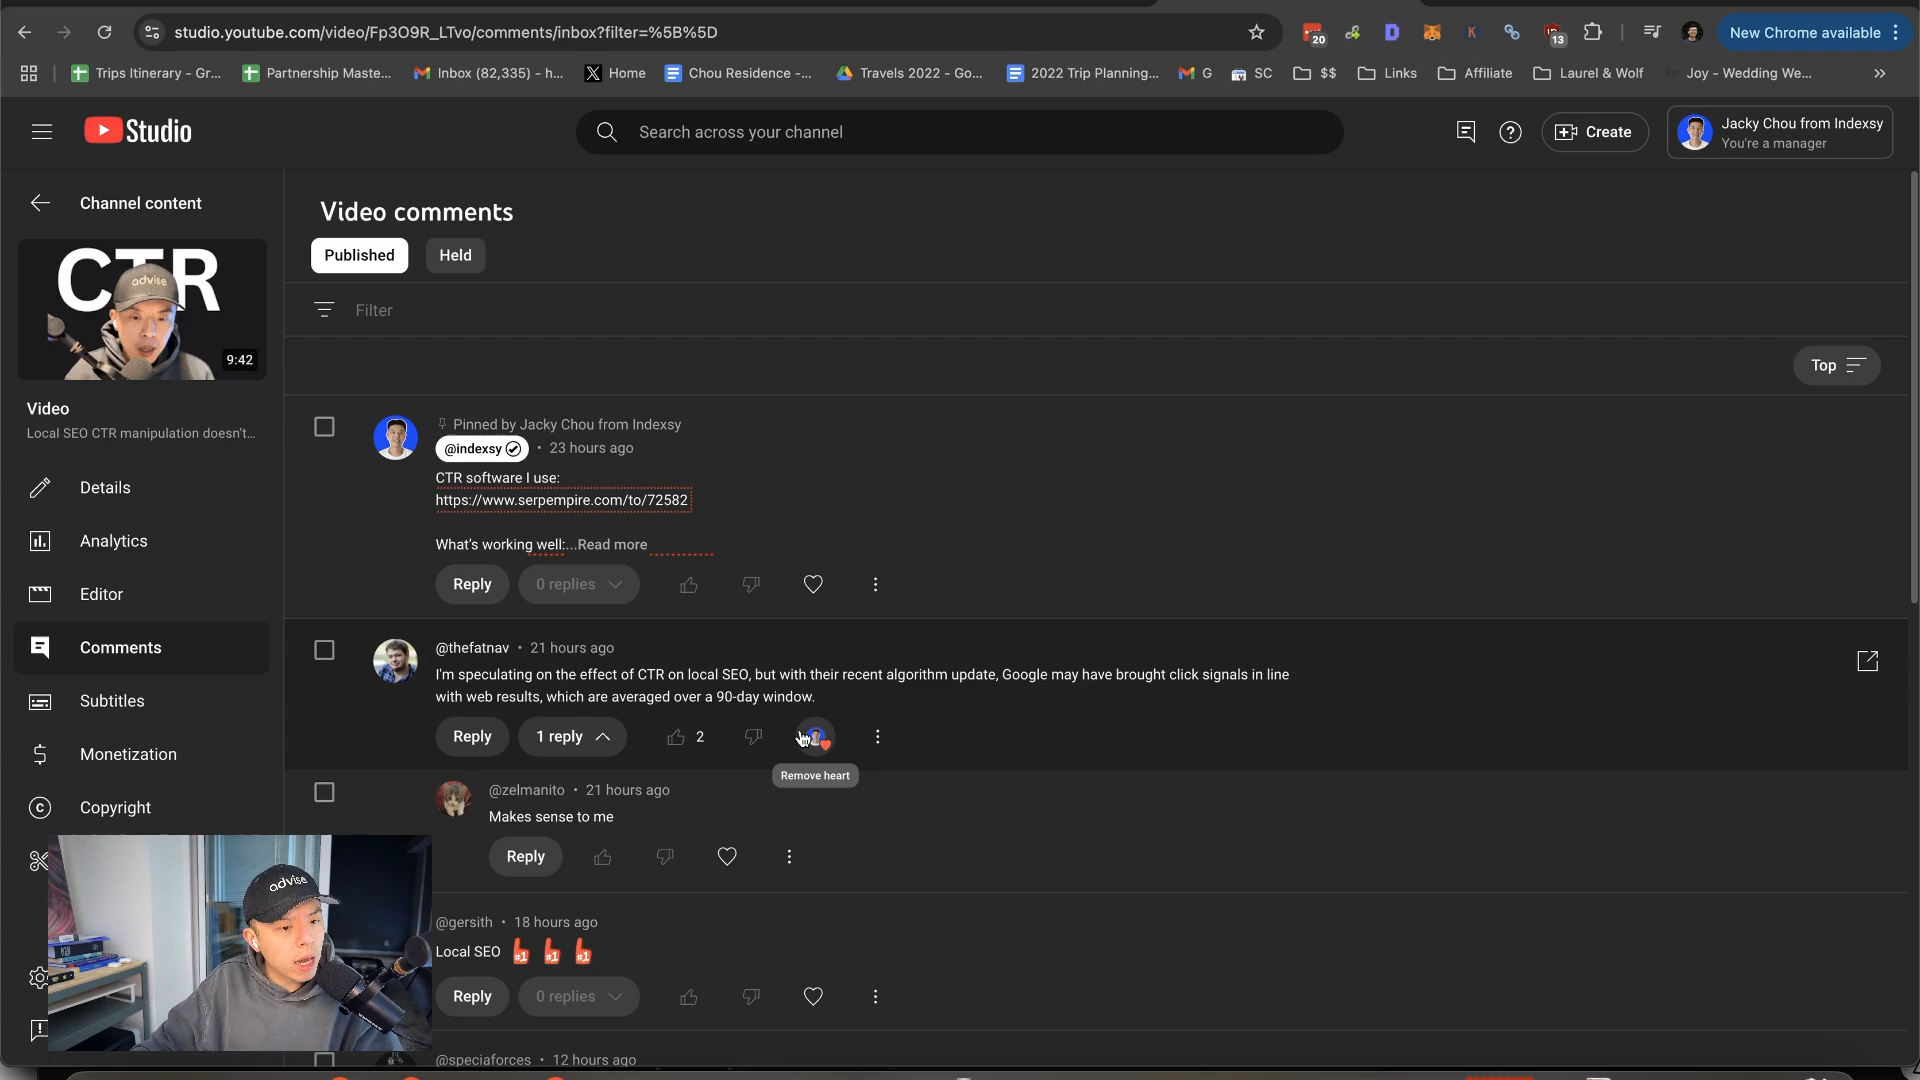 studio.youtube.com/video/Fp3O9R_LTvo/comments/inbox?filter=%5B%5D
20
13
New Chrome available
Trips Itinerary - Gr...
Partnership Maste...
Inbox (82,335) - h...
Home
Chou Residence -...
Travels 2022 - Go...
2022 Trip Planning...
G
SC
$$
Links
Affiliate
Laurel & Wolf
Joy - Wedding We...
Studio
Search across your channel
Create
Jacky Chou from Indexsy
You're a manager
Channel content
Video comments
Published
Held
Filter
Top
CTR
advise
9:42
Video
Local SEO CTR manipulation doesn't...
Details
Analytics
Editor
Comments
Subtitles
Monetization
Copyright
Pinned by Jacky Chou from Indexsy
@indexsy • 23 hours ago
CTR software I use:
https://www.serpempire.com/to/72582
What's working well:...Read more
Reply
0 replies
@thefatnav • 21 hours ago
I'm speculating on the effect of CTR on local SEO, but with their recent algorithm update, Google may have brought click signals in line
with web results, which are averaged over a 90-day window.
Reply
1 reply
2
Remove heart
@zelmanito • 21 hours ago
Makes sense to me
Reply
@gersith • 18 hours ago
Local SEO #1 #1 #1
Reply
0 replies
@speciaforces • 12 hours ago
advise